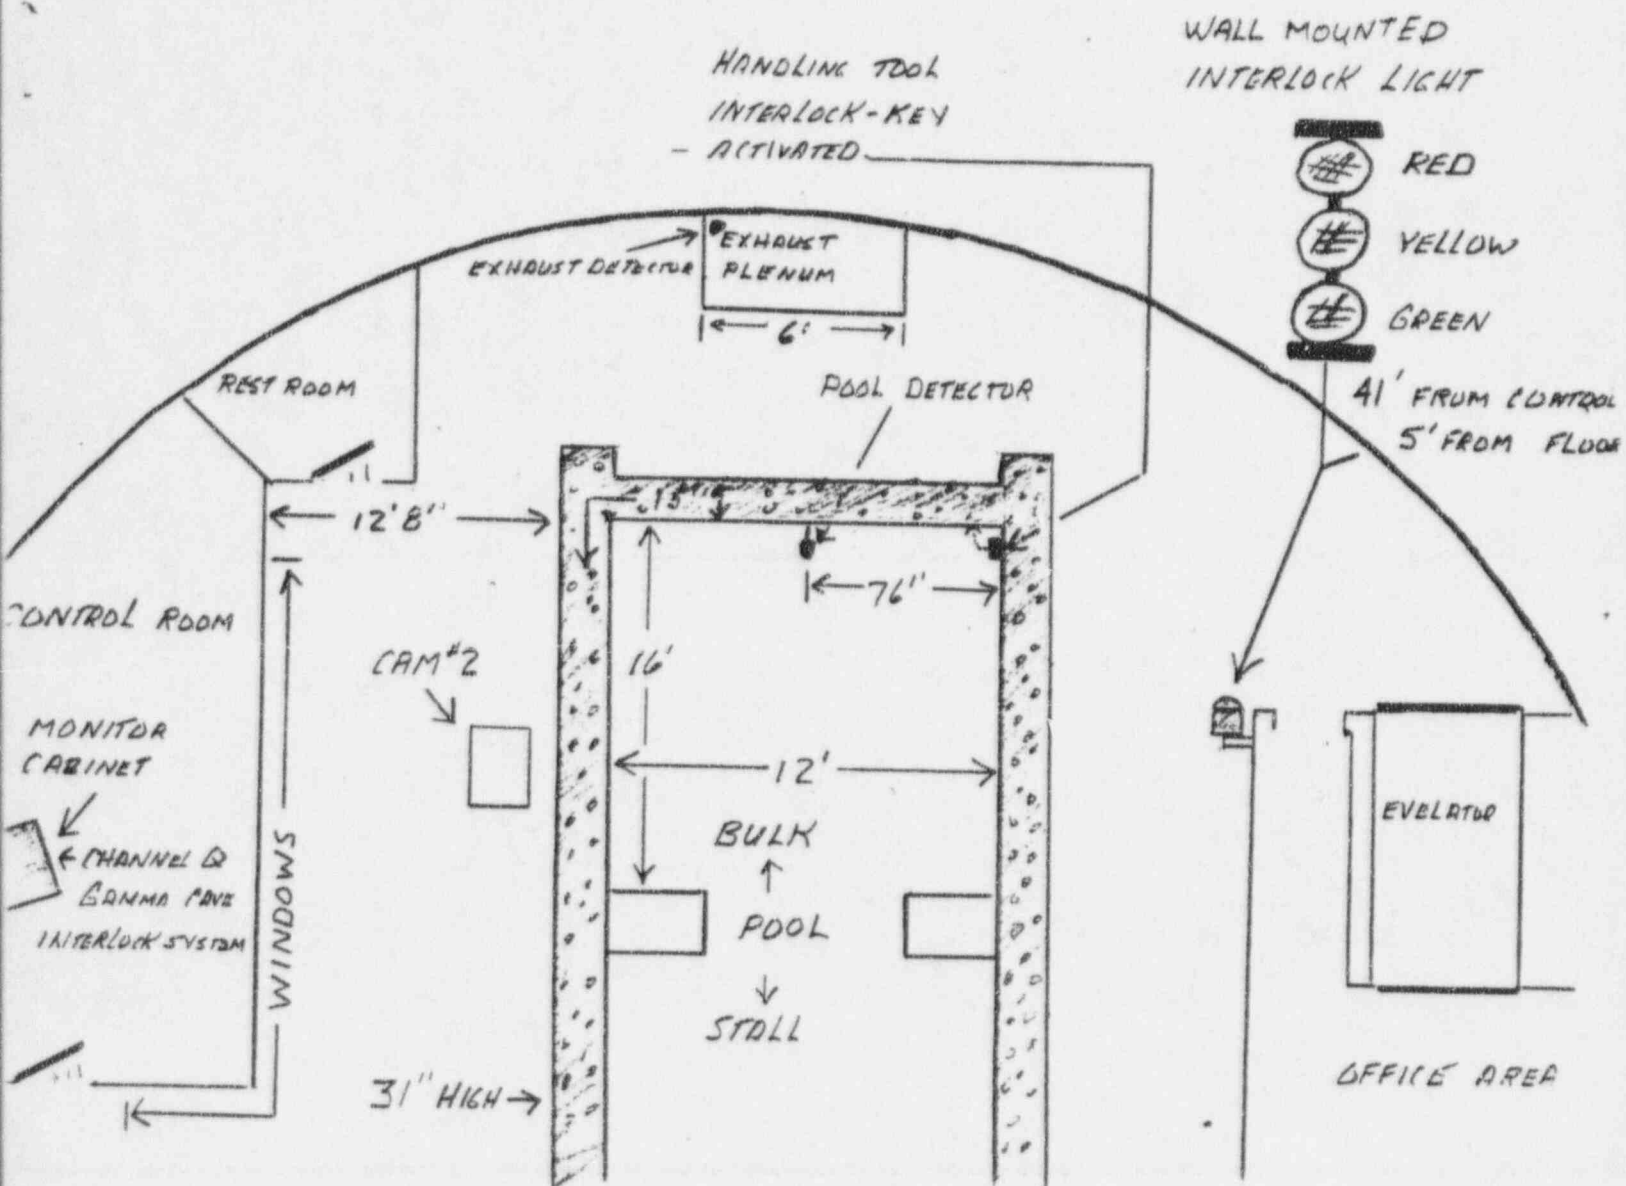 WALL MOUNTED
INTERLOCK LIGHT
RED
YELLOW
GREEN
41' FROM CONTROL
5' FROM FLOOR
HANDLING TOOL
INTERLOCK-KEY
- ACTIVATED
EXHAUST DETECTOR
EXHAUST
PLENUM
6'
REST ROOM
POOL DETECTOR
12'8"
15"
76"
CONTROL ROOM
CAM #2
16'
MONITOR
CABINET
12'
BULK
EVELATOR
CHANNEL Q
GAMMA CAVE
INTERLOCK SYSTEM
WINDOWS
POOL
STALL
31" HIGH
OFFICE AREA